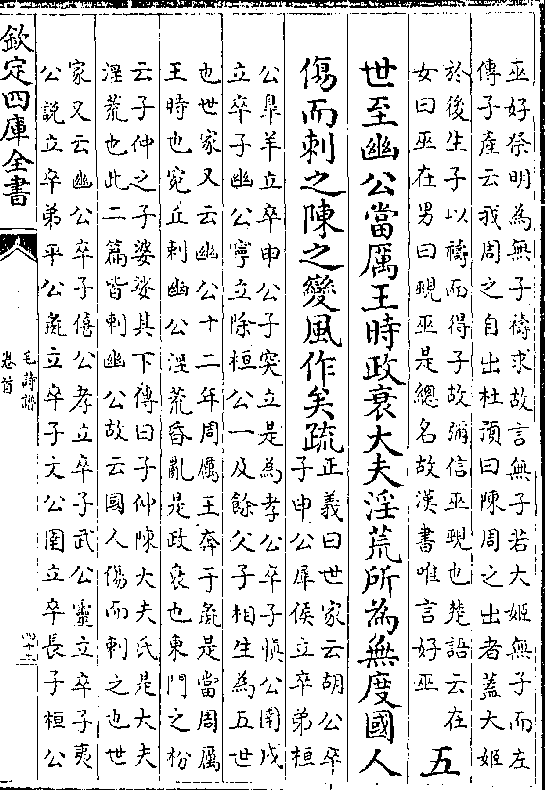 巫好祭明為無子禱求故言無子若大姬無子而左
傳子產云我周之自出杜預曰陳周之出者蓋大姬
於後生子以禱而得子故彌信巫覡也楚語云在
女曰巫在男曰覡巫是總名故漢書唯言好巫
五
世至幽公當厲王時政衰大夫淫荒所為無度國人
傷而刺之陳之變風作矣疏
正義曰世家云胡公卒
子申公犀侯立卒弟桓
公臯羊立卒申公子突立是為孝公卒子慎公圉戎
立卒子幽公寧立除桓公一及餘父子相生為五世
也世家又云幽公十二年周厲王奔于彘是當周厲
王時也宛丘刺幽公淫荒昏亂是政衰也東門之枌
云子仲之子婆娑其下傳曰子仲陳大夫氏是大夫
淫荒也此二篇皆刺幽公故云國人傷而刺之也世
家又云幽公卒子僖公孝立卒子武公靈立卒子夷
公說立卒弟平公彘立卒子文公圉立卒長子桓公
欽定四庫全書
毛詩譜
卷首